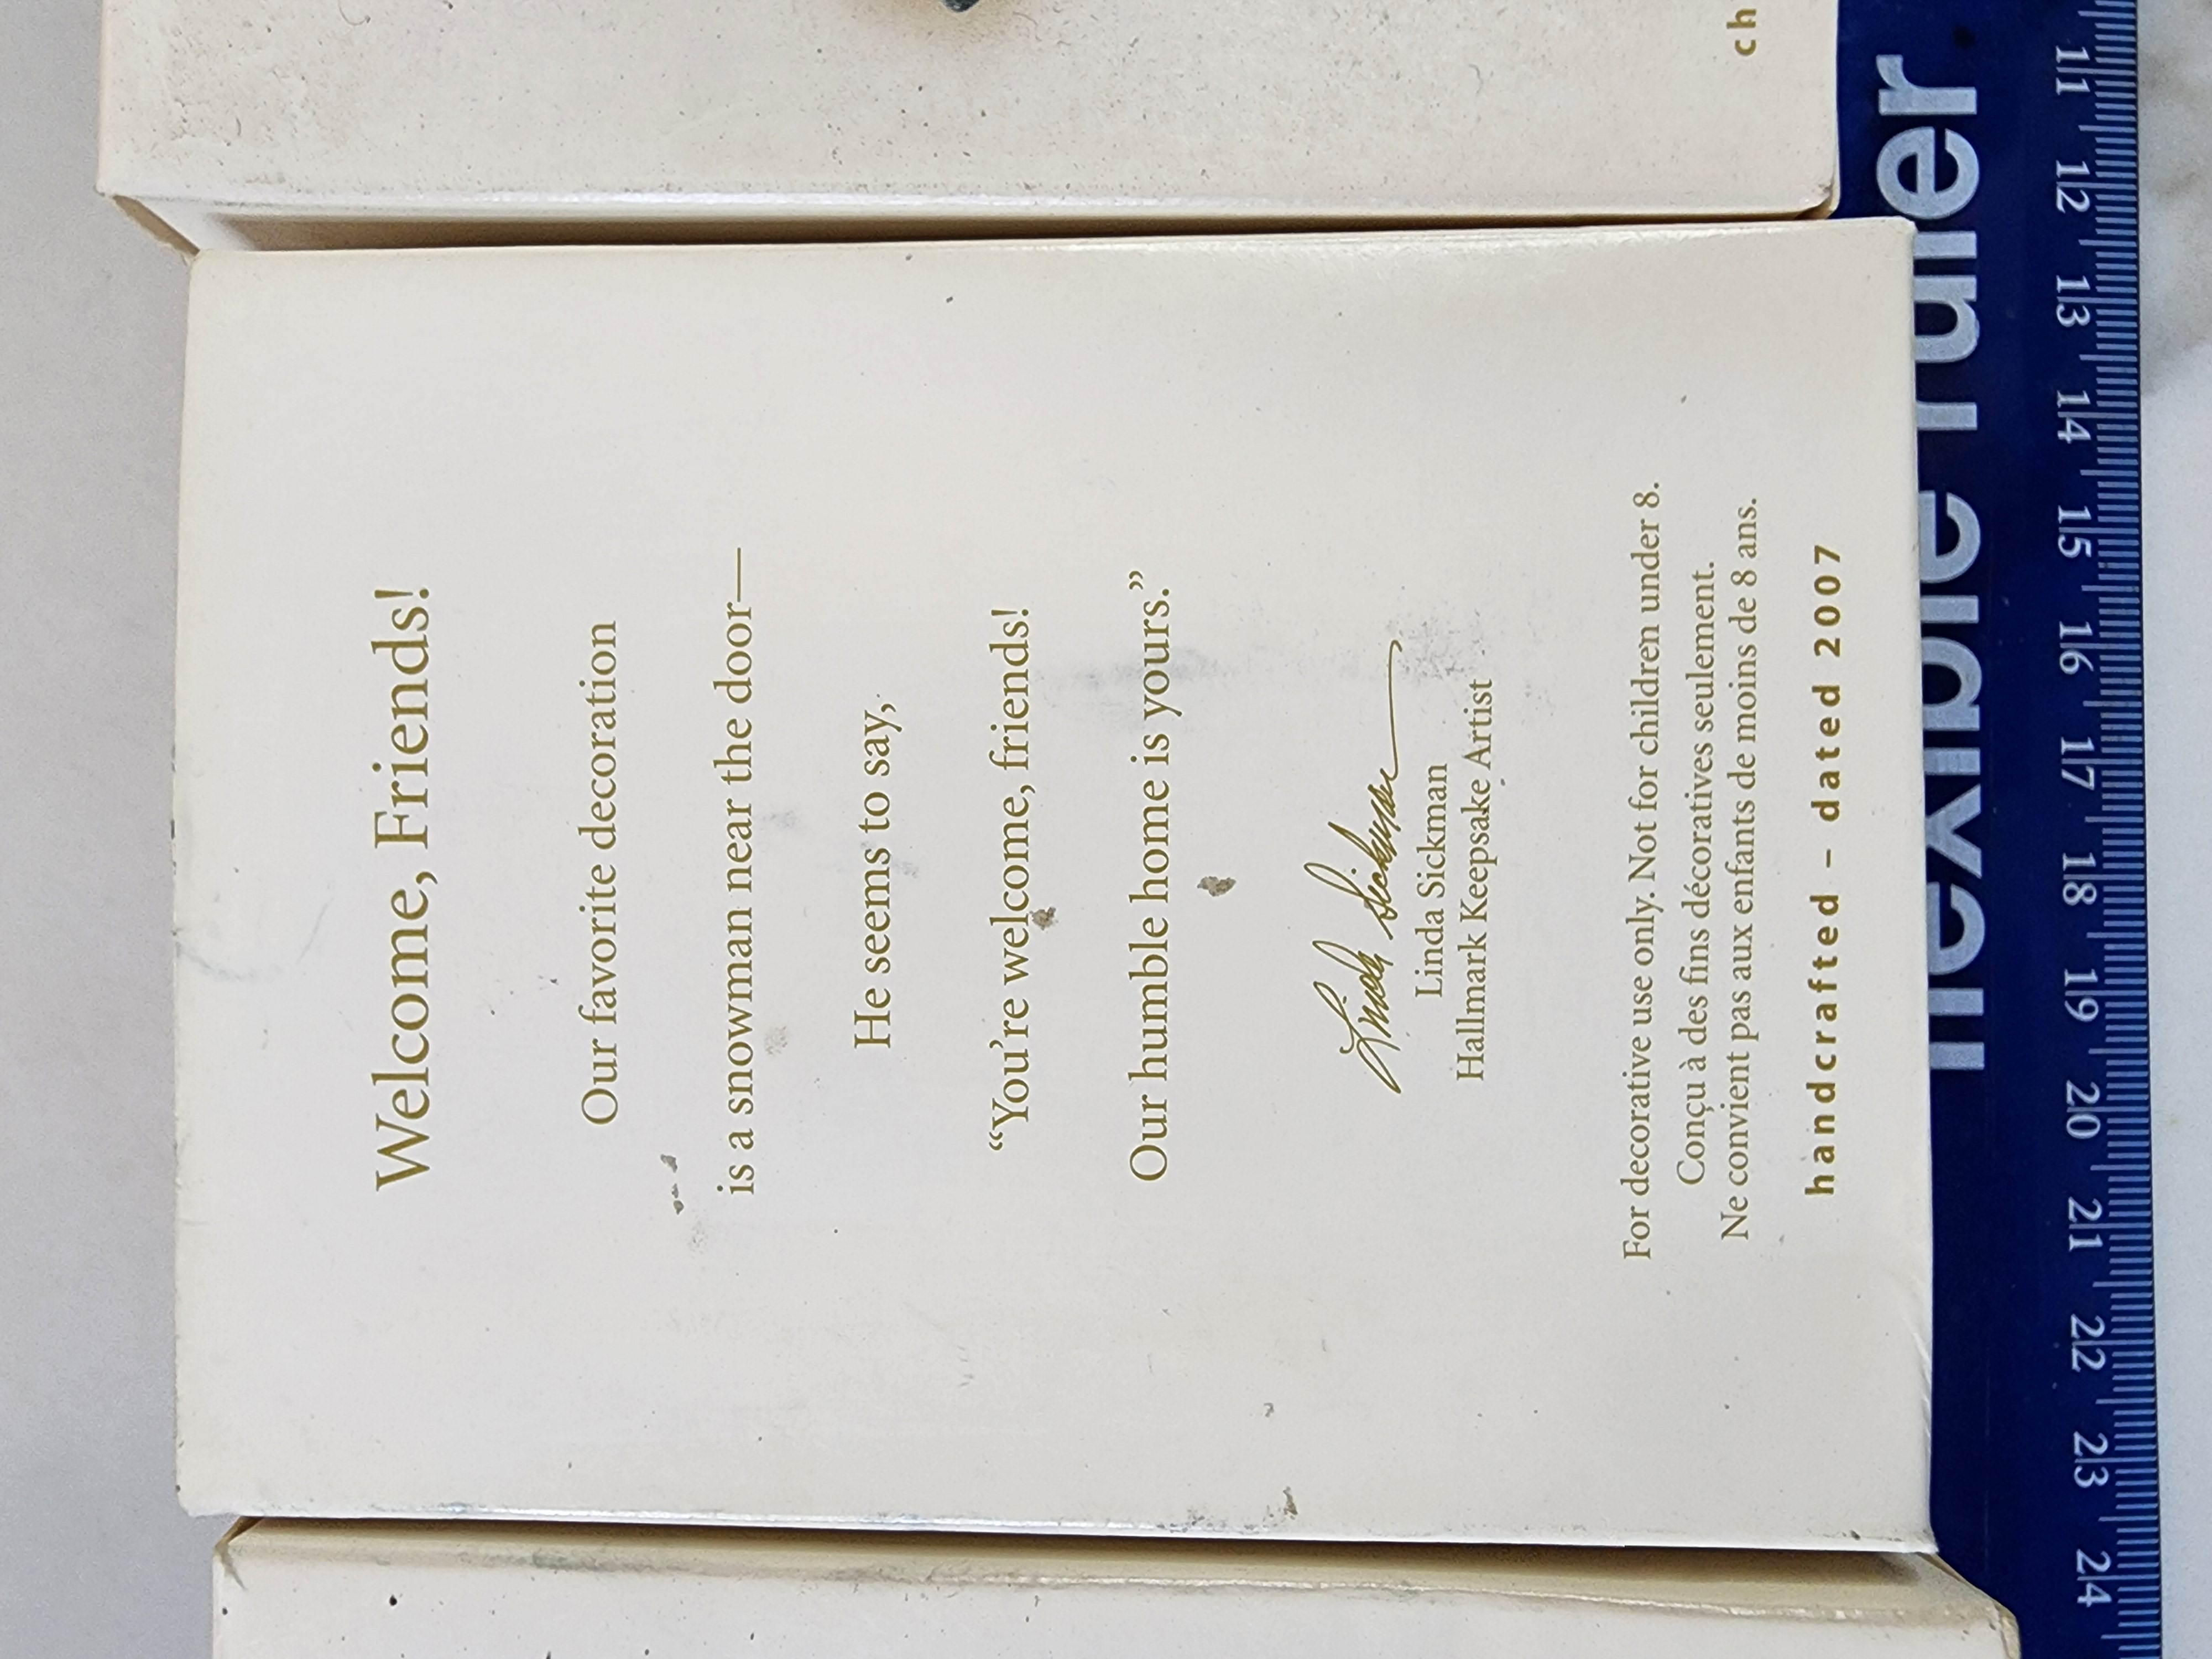 Welcome, Friends!
Our favorite decoration
is a snowman near the door—
He seems to say,
“You’re welcome, friends!
Our humble home is yours.”
Linda Sickman
Linda Sickman
Hallmark Keepsake Artist
For decorative use only. Not for children under 8.
Conçu à des fins décoratives seulement.
Ne convient pas aux enfants de moins de 8 ans.
handcrafted – dated 2007
ch
flexible ruler
11 12 13 14 15 16 17 18 19 20 21 22 23 24